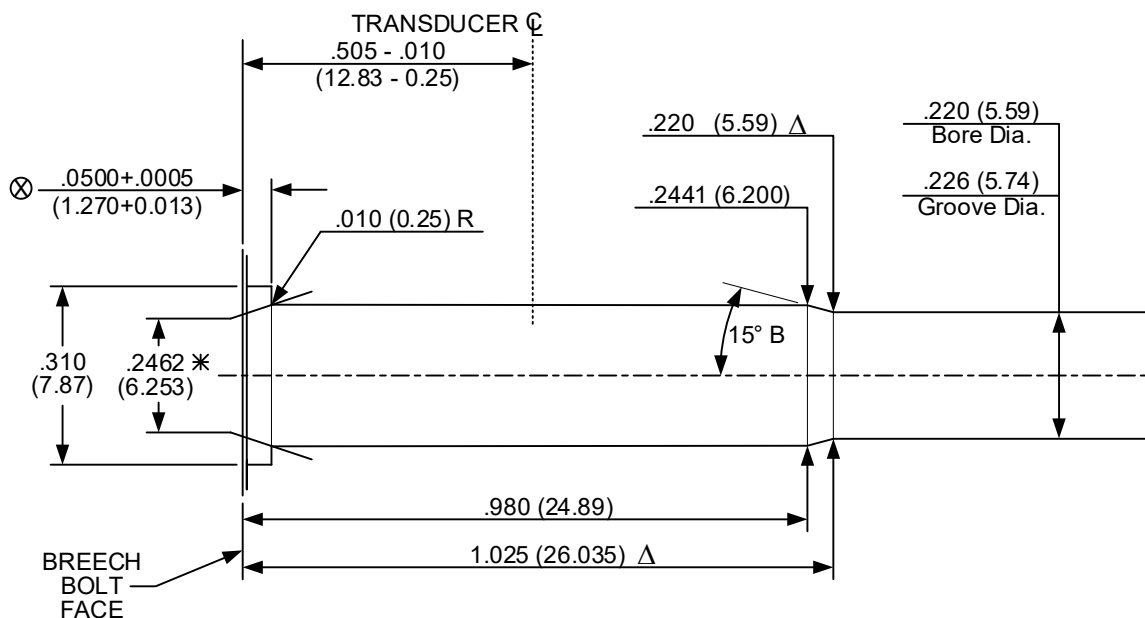 TRANSDUCER ℄
.505 - .010
(12.83 - 0.25)
.220 (5.59) Δ
.220 (5.59)
Bore Dia.
⊗ .0500+.0005
(1.270+0.013)
.2441 (6.200)
.226 (5.74)
Groove Dia.
.010 (0.25) R
15° B
.310
(7.87)
.2462 ✳
(6.253)
.980 (24.89)
1.025 (26.035) Δ
BREECH
BOLT
FACE